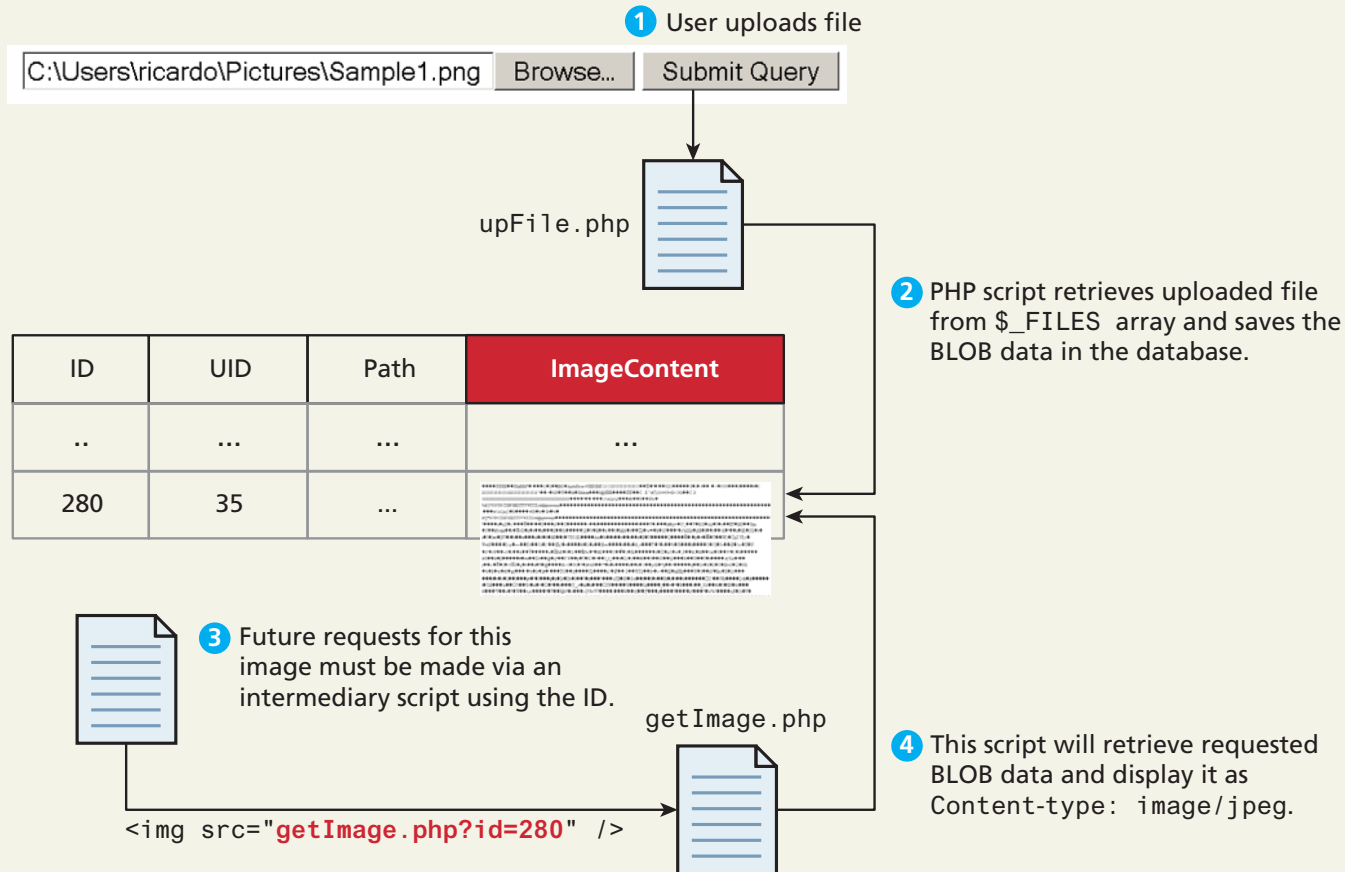 1 User uploads file
C:\Users\ricardo\Pictures\Sample1.png Browse... Submit Query
upFile.php
2 PHP script retrieves uploaded file
from $_FILES array and saves the
BLOB data in the database.
ID UID Path ImageContent
.. ... ... ...
280 35 ...
3 Future requests for this
image must be made via an
intermediary script using the ID.
getImage.php
4 This script will retrieve requested
BLOB data and display it as
Content-type: image/jpeg.
<img src="getImage.php?id=280" />